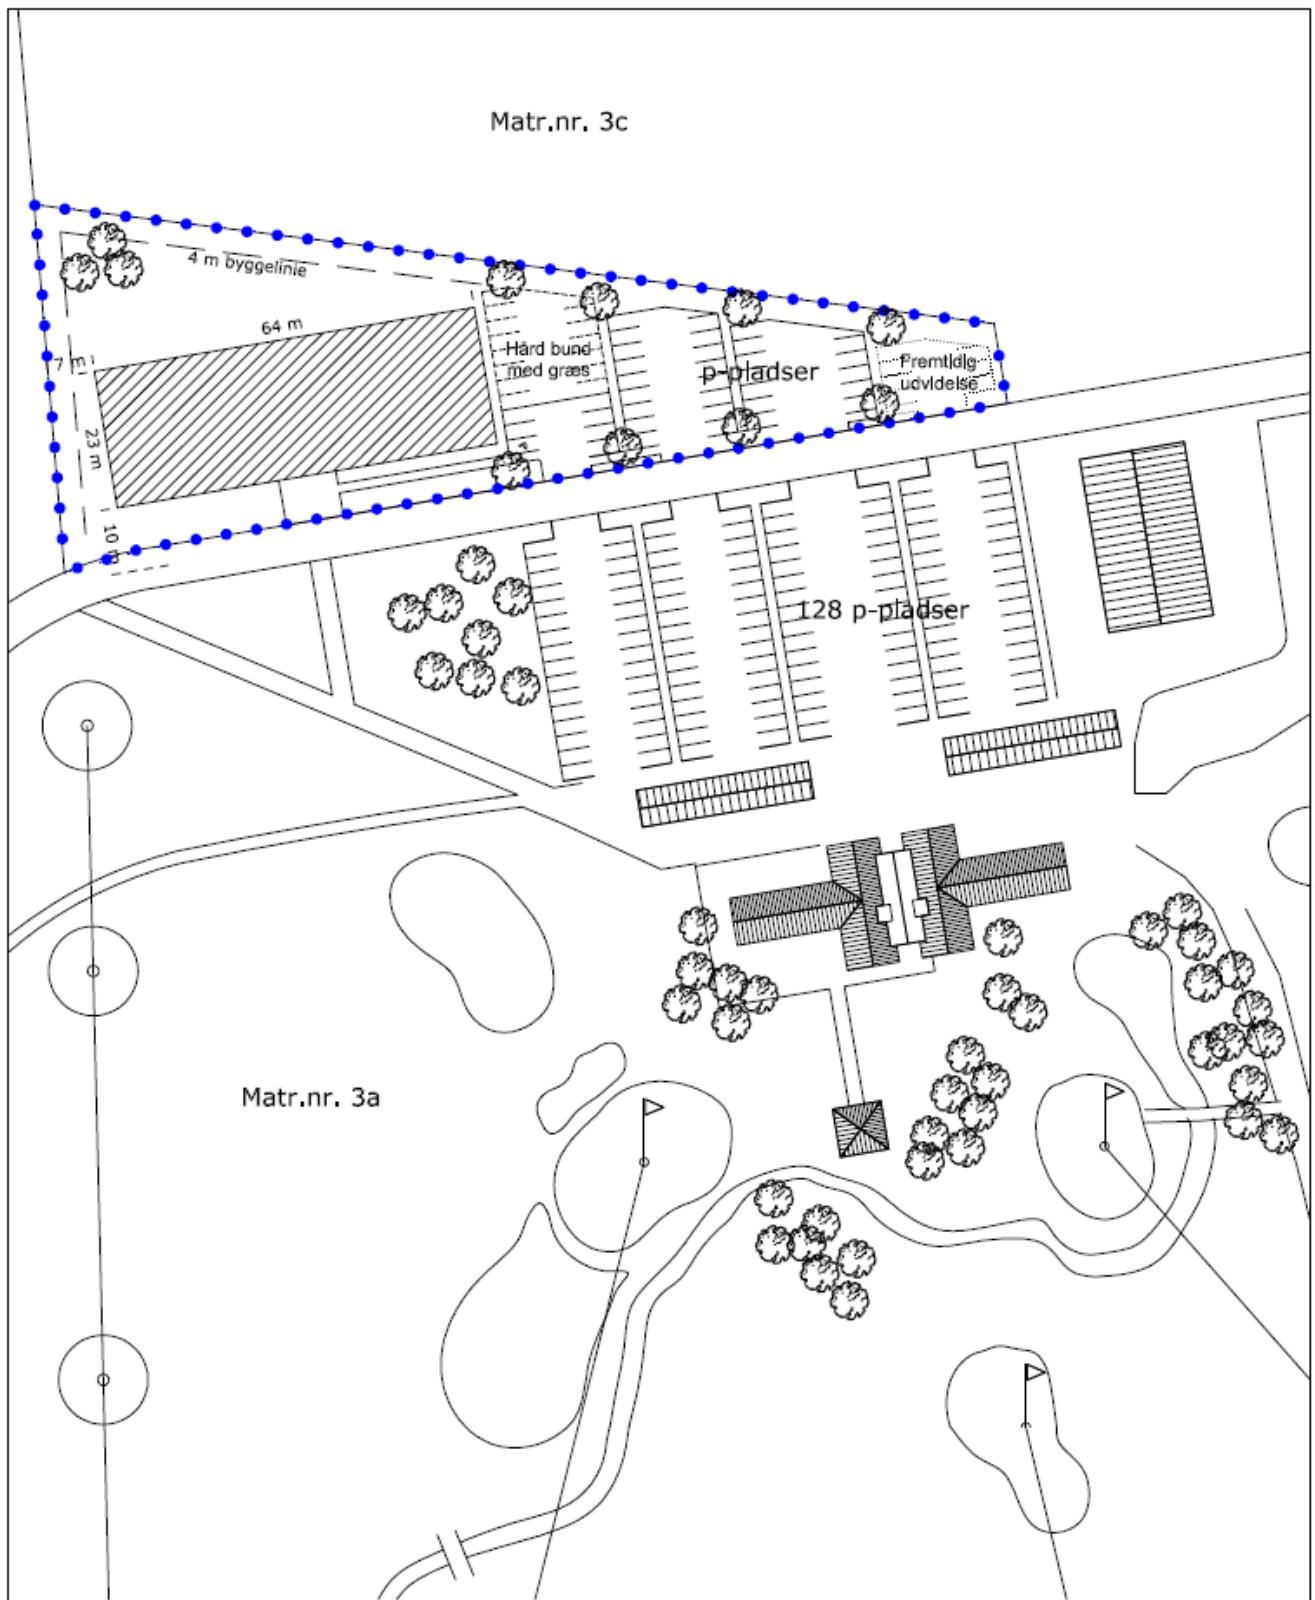 Matr.nr. 3c
4 m byggelinie
64 m
Hård bund
med græs
p-pladser
Fremtidig
udvidelse
7 m
23 m
10 m
128 p-pladser
Matr.nr. 3a